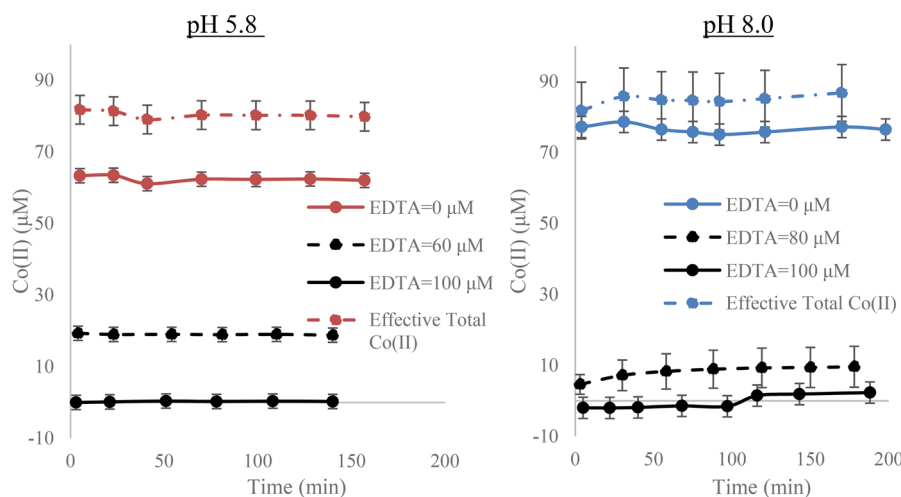 pH 5.8
90
70
50
30
10
-10
Co(II) (μM)
0
50
100
150
200
Time (min)
EDTA=0 μM
EDTA=60 μM
EDTA=100 μM
Effective Total
Co(II)
pH 8.0
90
70
50
30
10
-10
Co(II) (μM)
0
50
100
150
200
Time (min)
EDTA=0 μM
EDTA=80 μM
EDTA=100 μM
Effective Total Co(II)